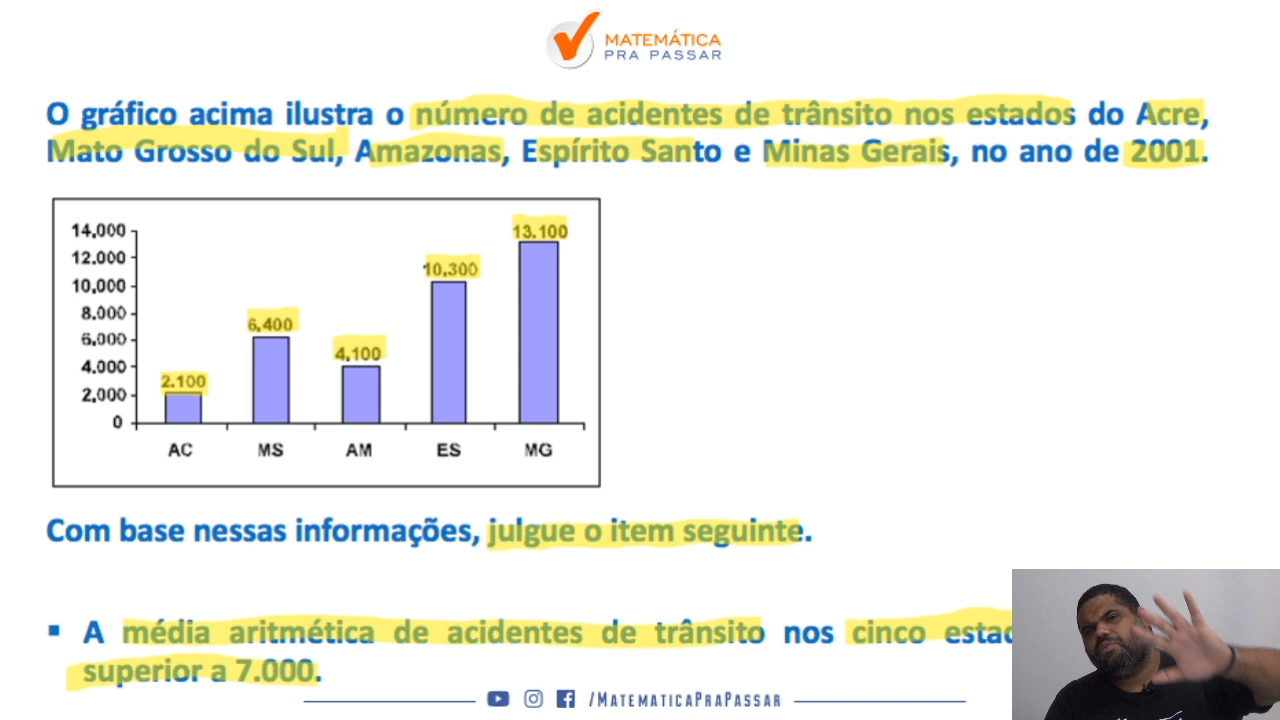 MATEMÁTICA
PRA PASSAR
O gráfico acima ilustra o número de acidentes de trânsito nos estados do Acre,
Mato Grosso do Sul, Amazonas, Espírito Santo e Minas Gerais, no ano de 2001.
14,000
12,000
10,000
8.000
6,000
4,000
2,000
0
2.100
6,400
4,100
10,300
13,100
AC MS AM ES MG
Com base nessas informações, julgue o item seguinte.
▪ A média aritmética de acidentes de trânsito nos cinco
superior a 7.000.
/MATEMATICAPRAPASSAR